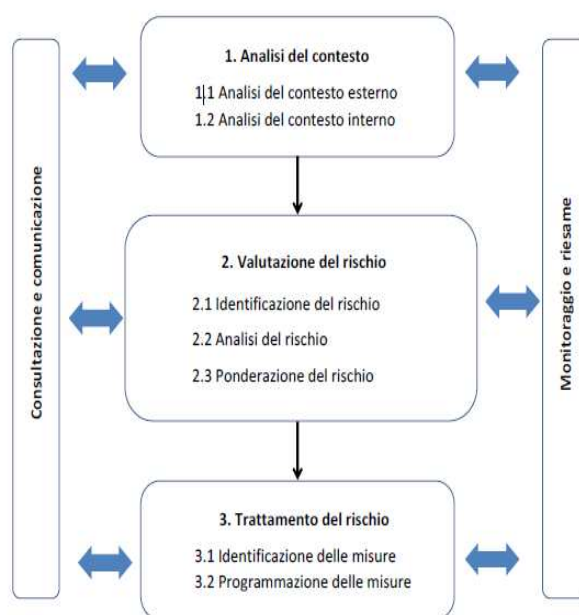 Consultazione e comunicazione
1. Analisi del contesto
1.1 Analisi del contesto esterno
1.2 Analisi del contesto interno
2. Valutazione del rischio
2.1 Identificazione del rischio
2.2 Analisi del rischio
2.3 Ponderazione del rischio
3. Trattamento del rischio
3.1 Identificazione delle misure
3.2 Programmazione delle misure
Monitoraggio e riesame